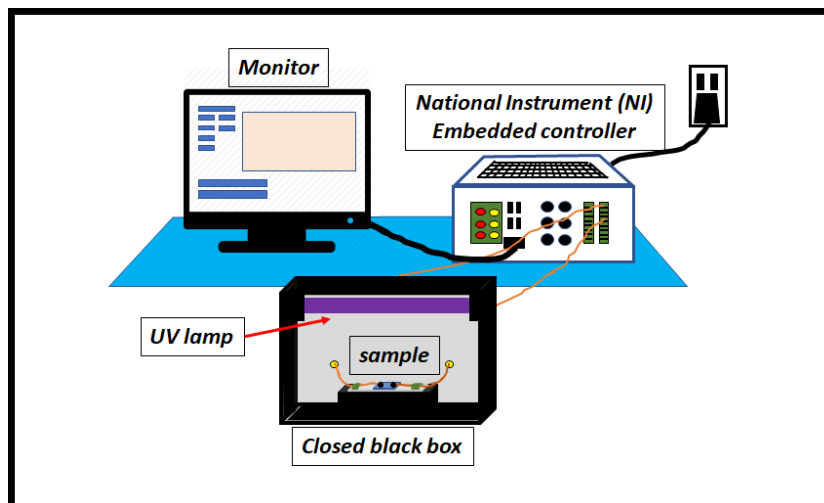 Monitor
National Instrument (NI)
Embedded controller
UV lamp
sample
Closed black box